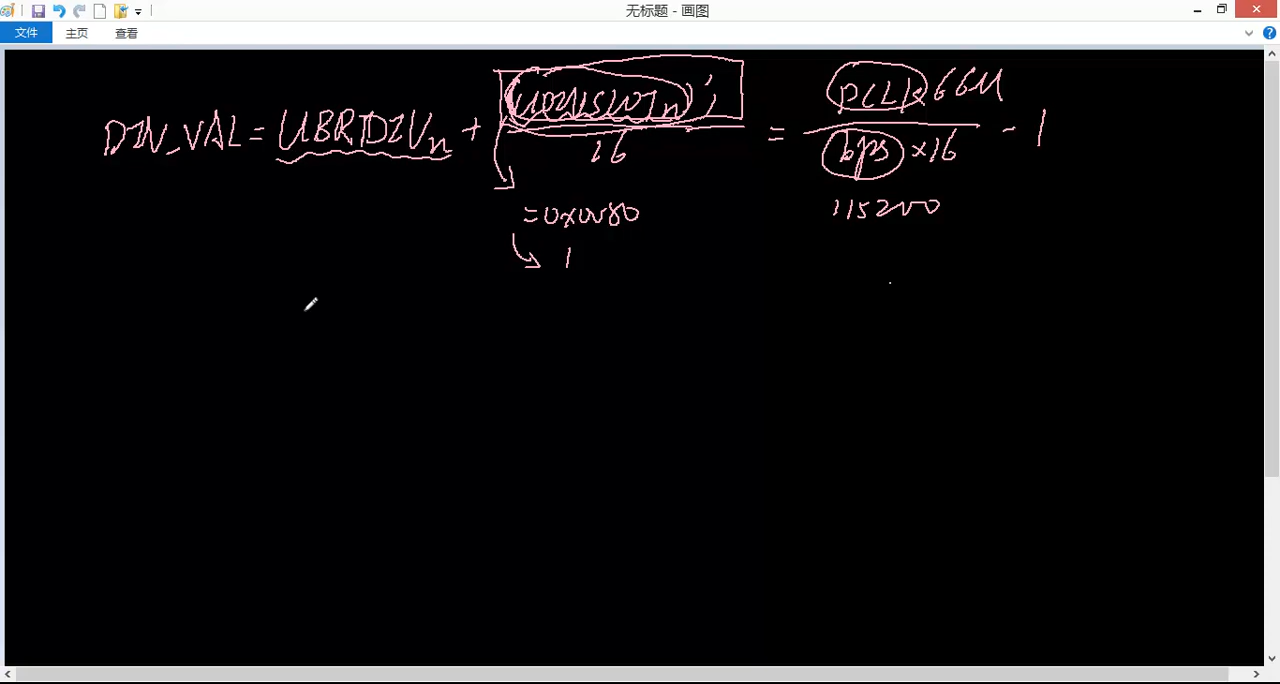 无标题 - 画图
文件 主页 查看
DIV_VAL = UBRDIVn + (UDIVSLOTn)' / 16 = PCLK 66M / bps × 16 - 1
= 0x0080
115200
1